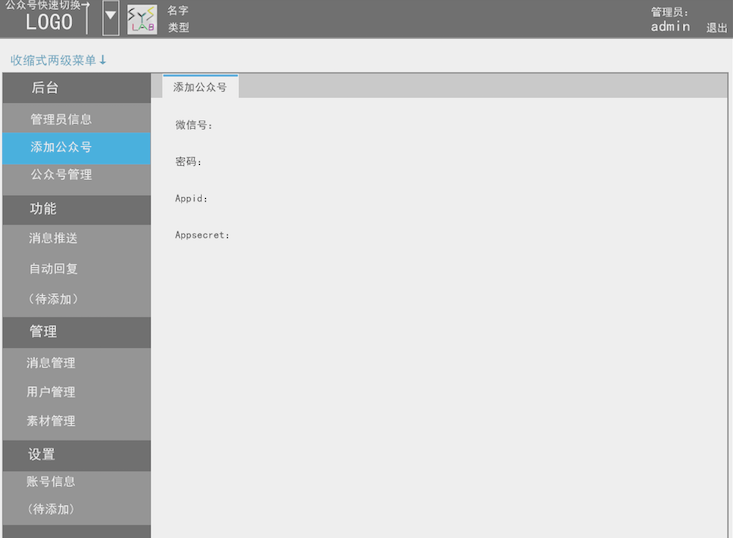 公众号快速切换→
LOGO
SYS
LAB
名字
类型
管理员：
admin 退出
收缩式两级菜单↓
后台
管理员信息
添加公众号
公众号管理
功能
消息推送
自动回复
（待添加）
管理
消息管理
用户管理
素材管理
设置
账号信息
（待添加）
添加公众号
微信号：
密码：
Appid：
Appsecret：